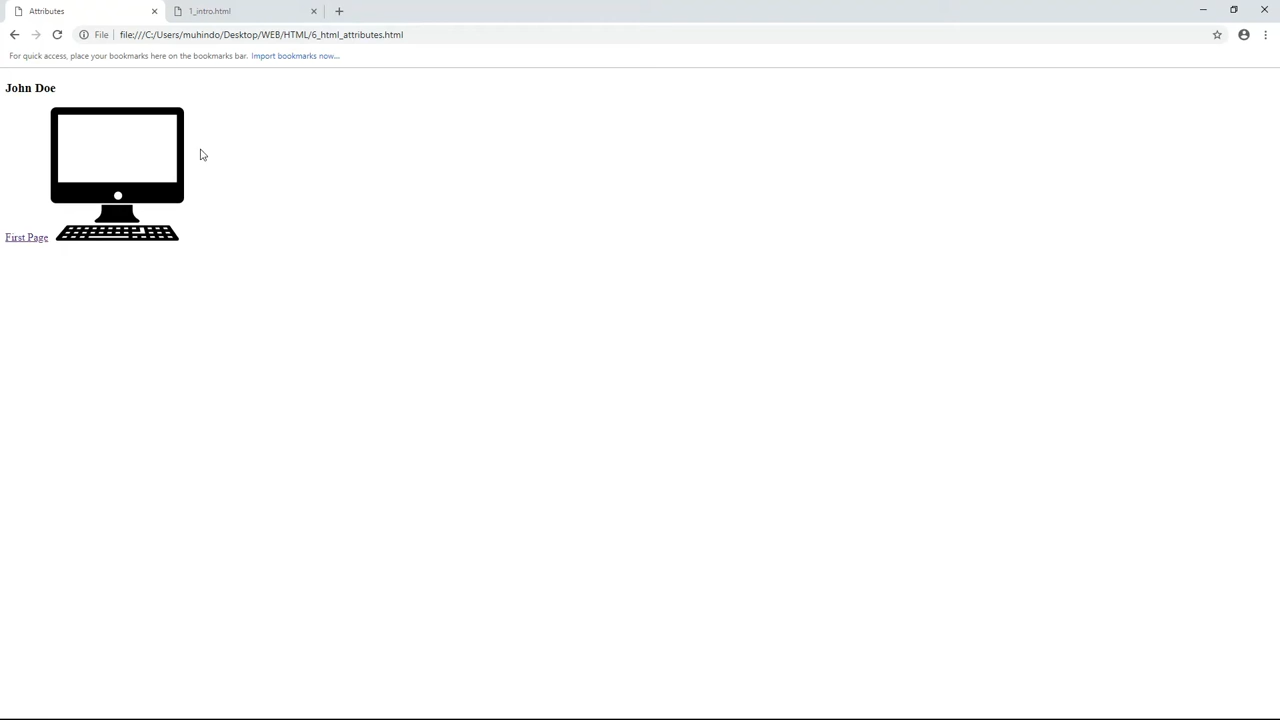 Attributes
1_intro.html
File
file:///C:/Users/muhindo/Desktop/WEB/HTML/6_html_attributes.html
For quick access, place your bookmarks here on the bookmarks bar. Import bookmarks now...
John Doe
First Page